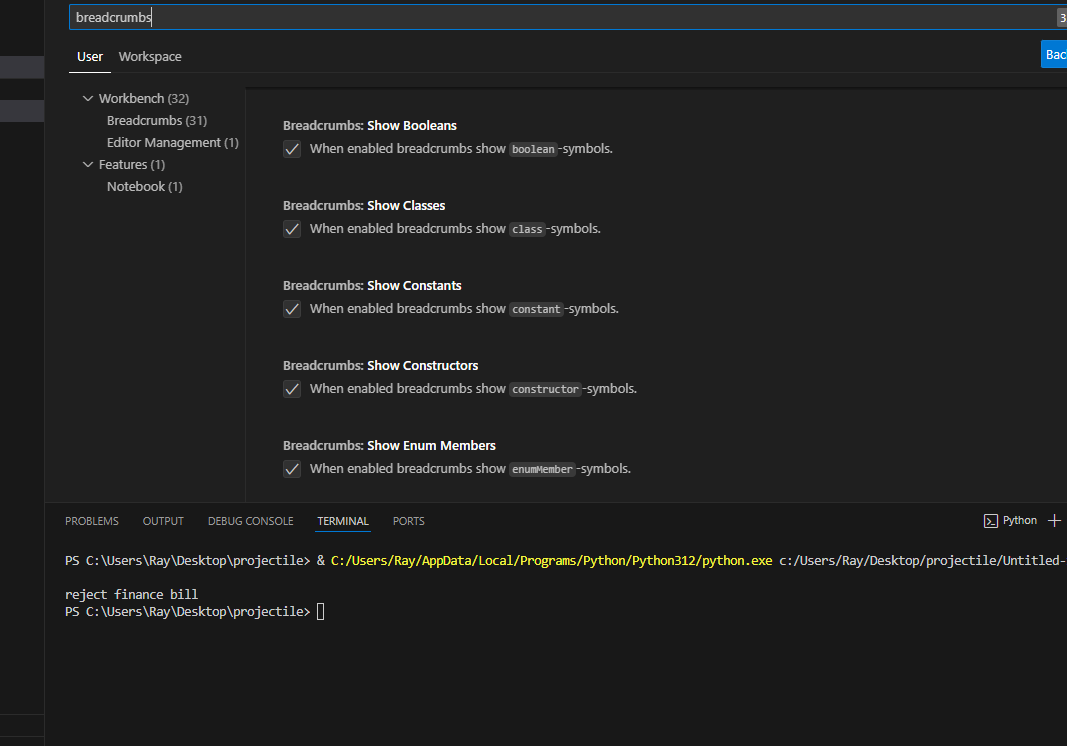 breadcrumbs
3
User Workspace
Bac
Workbench (32)
Breadcrumbs (31)
Editor Management (1)
Features (1)
Notebook (1)
Breadcrumbs: Show Booleans
When enabled breadcrumbs show boolean-symbols.
Breadcrumbs: Show Classes
When enabled breadcrumbs show class-symbols.
Breadcrumbs: Show Constants
When enabled breadcrumbs show constant-symbols.
Breadcrumbs: Show Constructors
When enabled breadcrumbs show constructor-symbols.
Breadcrumbs: Show Enum Members
When enabled breadcrumbs show enumMember-symbols.
PROBLEMS OUTPUT DEBUG CONSOLE TERMINAL PORTS
Python
PS C:\Users\Ray\Desktop\projectile> & C:/Users/Ray/AppData/Local/Programs/Python/Python312/python.exe c:/Users/Ray/Desktop/projectile/Untitled-
reject finance bill
PS C:\Users\Ray\Desktop\projectile>